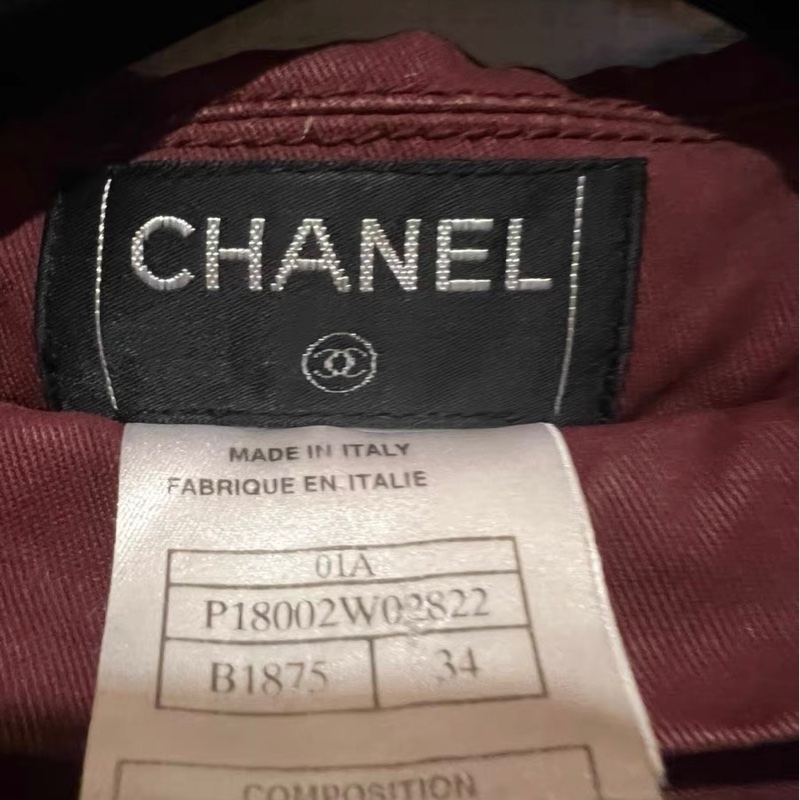 CHANEL
MADE IN ITALY
FABRIQUE EN ITALIE
01A
P18002W02822
B1875 34
COMPOSITION